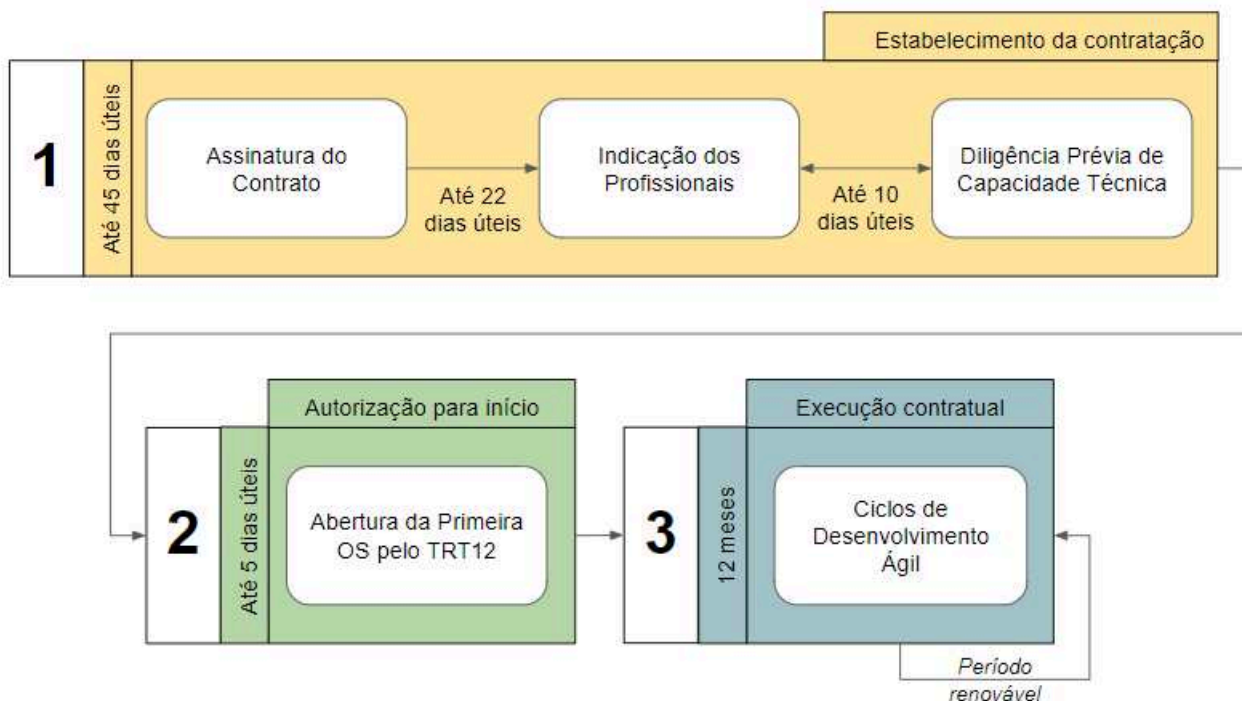 Estabelecimento da contratação
1
Até 45 dias úteis
Assinatura do
Contrato
Até 22
dias úteis
Indicação dos
Profissionais
Até 10
dias úteis
Diligência Prévia de
Capacidade Técnica
Autorização para início
2
Até 5 dias úteis
Abertura da Primeira
OS pelo TRT12
Execução contratual
3
12 meses
Ciclos de
Desenvolvimento
Ágil
Período
renovável